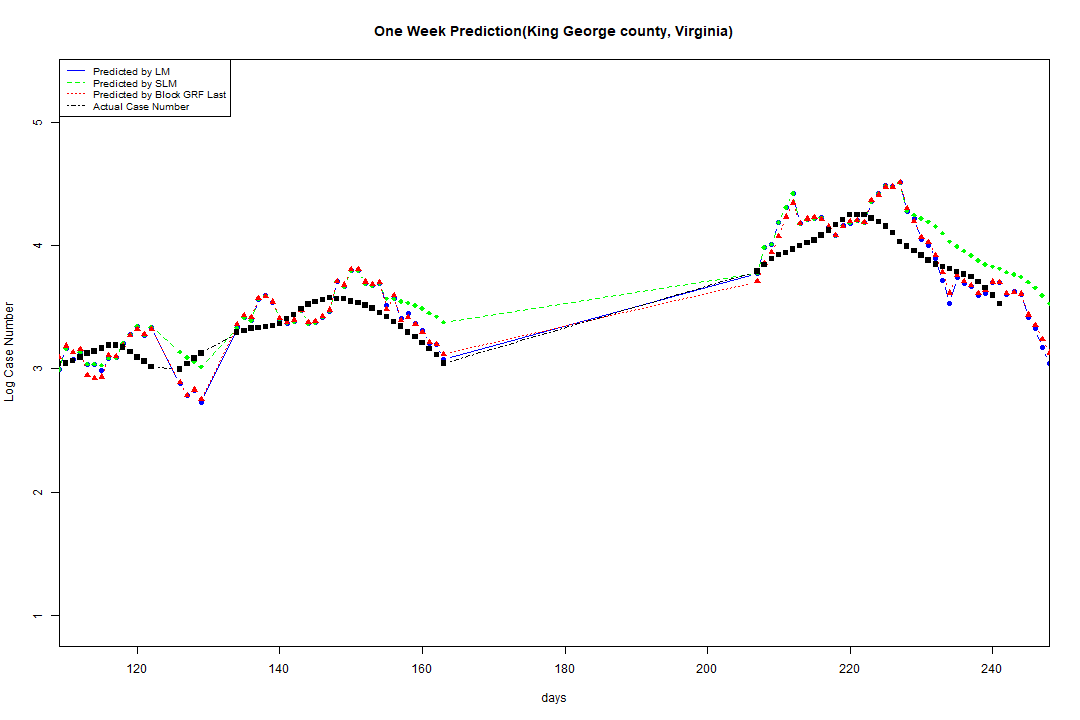 One Week Prediction(King George county, Virginia)
Predicted by LM
Predicted by SLM
Predicted by Block GRF Last
Actual Case Number
5
4
3
2
1
Log Case Number
120 140 160 180 200 220 240
days